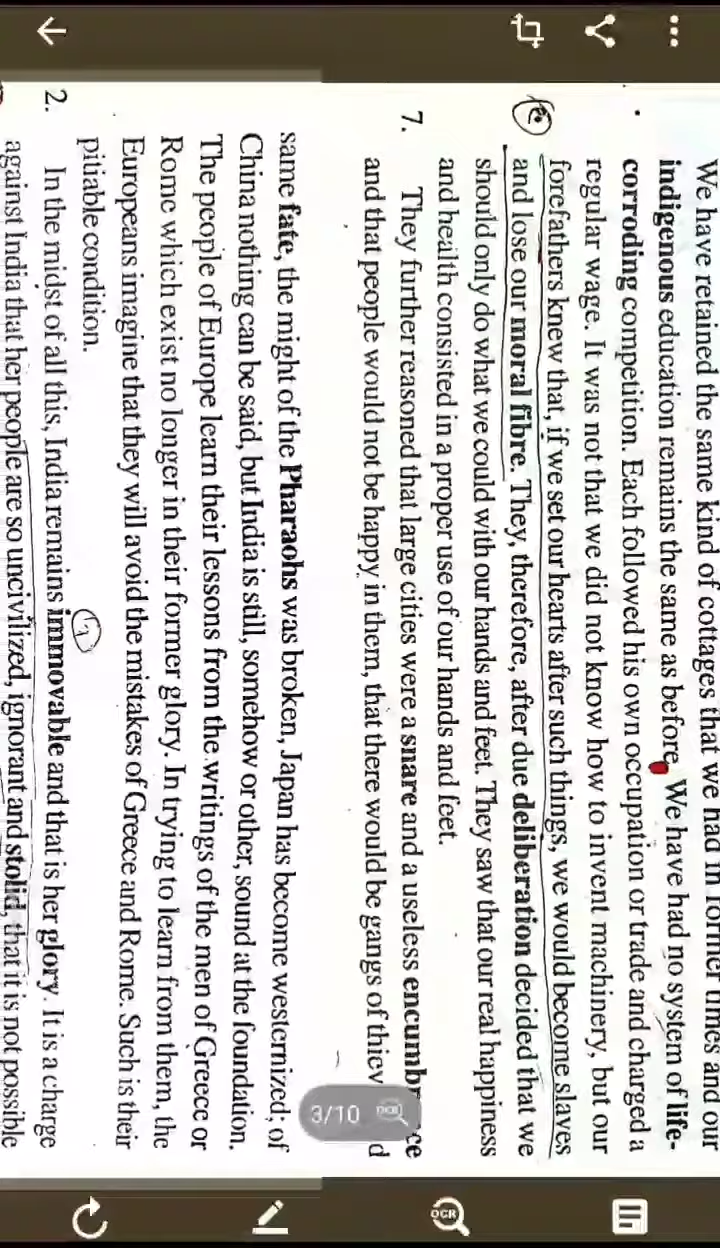 We have retained the same kind of cottages that we had in former times and our
indigenous education remains the same as before. We have had no system of life-
corroding competition. Each followed his own occupation or trade and charged a
regular wage. It was not that we did not know how to invent machinery, but our
forefathers knew that, if we set our hearts after such things, we would become slaves
and lose our moral fibre. They, therefore, after due deliberation decided that we
should only do what we could with our hands and feet. They saw that our real happiness
and health consisted in a proper use of our hands and feet.
7. They further reasoned that large cities were a snare and a useless
and that people would not be happy in them, that there would be gangs of
3/10 OCR
same fate, the might of the Pharaohs was broken, Japan has become westernized; of
China nothing can be said, but India is still, somehow or other, sound at the foundation.
The people of Europe learn their lessons from the writings of the men of Greece or
Rome which exist no longer in their former glory. In trying to learn from them, the
Europeans imagine that they will avoid the mistakes of Greece and Rome. Such is their
pitiable condition.
2. In the midst of all this, India remains immovable and that is her glory. It is a charge
against India that her people are so uncivilized, ignorant and stolid, that it is not possible
OCR